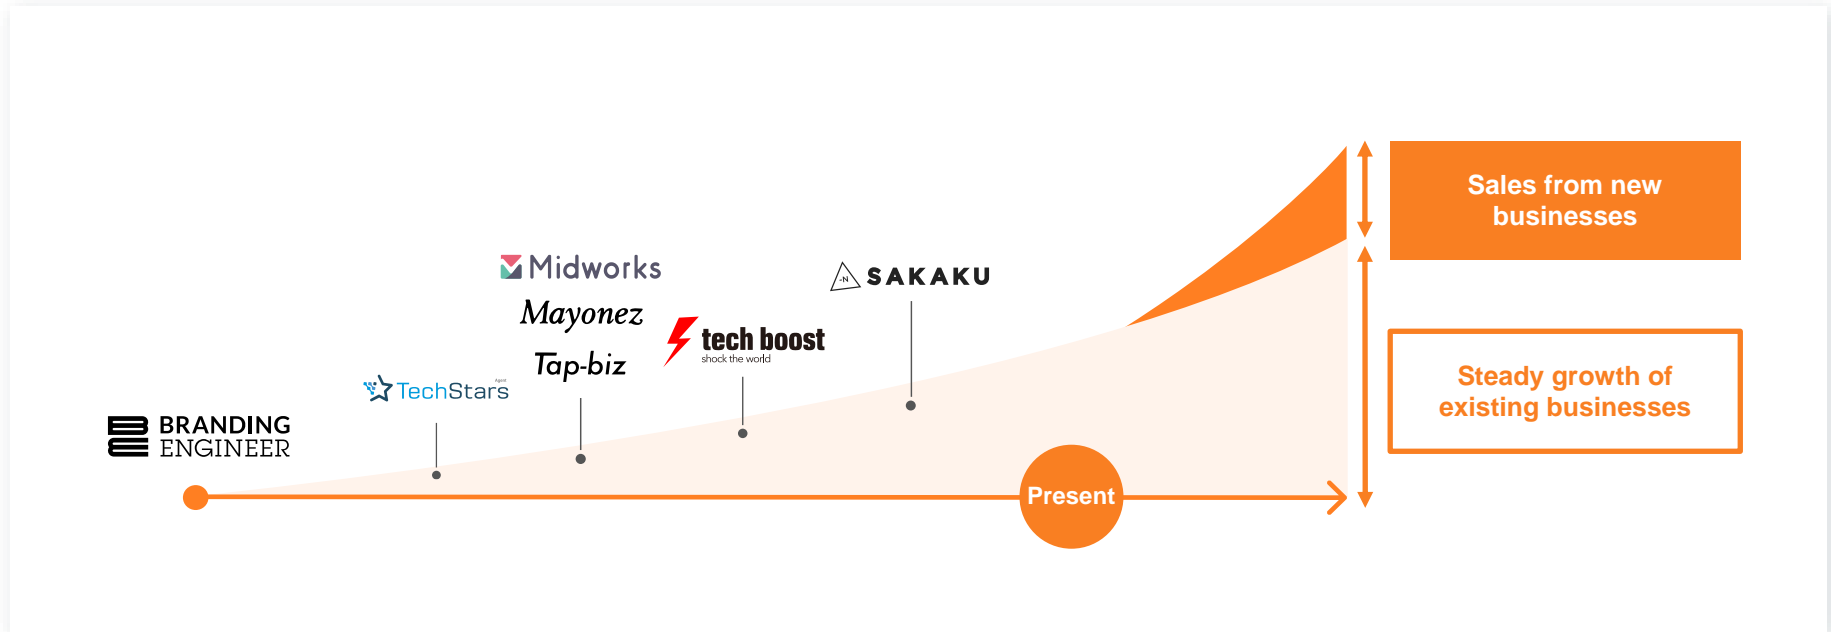 BRANDING
ENGINEER
TechStars
Agent
Midworks
Mayonez
Tap-biz
tech boost
shock the world
-N
SAKAKU
Present
Sales from new
businesses
Steady growth of
existing businesses